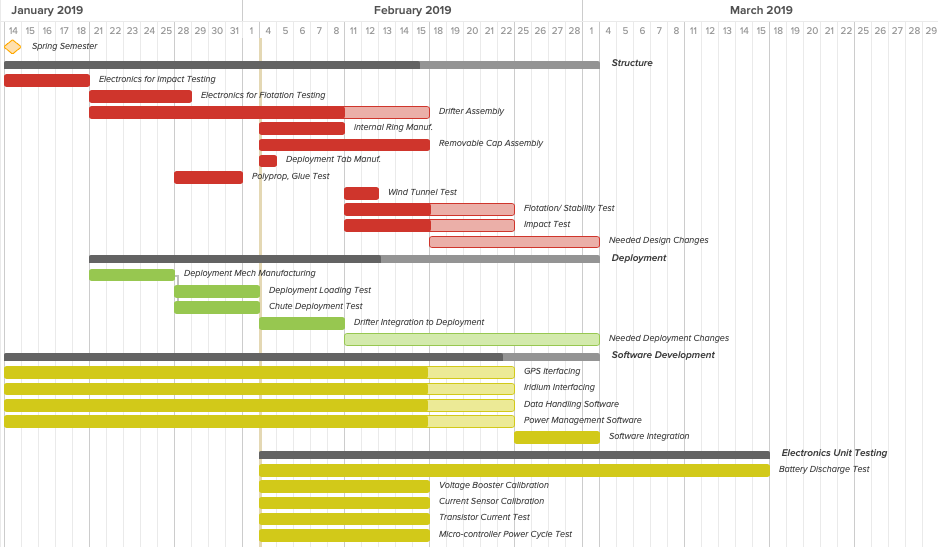 January 2019 February 2019 March 2019
14 15 16 17 18 21 22 23 24 25 28 29 30 31 1 4 5 6 7 8 11 12 13 14 15 18 19 20 21 22 25 26 27 28 1 4 5 6 7 8 11 12 13 14 15 18 19 20 21 22 25 26 27 28 29
Spring Semester
Structure
Electronics for Impact Testing
Electronics for Flotation Testing
Drifter Assembly
Internal Ring Manuf.
Removable Cap Assembly
Deployment Tab Manuf.
Polyprop, Glue Test
Wind Tunnel Test
Flotation/ Stability Test
Impact Test
Needed Design Changes
Deployment
Deployment Mech Manufacturing
Deployment Loading Test
Chute Deployment Test
Drifter Integration to Deployment
Needed Deployment Changes
Software Development
GPS Iterfacing
Iridium Interfacing
Data Handling Software
Power Management Software
Software Integration
Electronics Unit Testing
Battery Discharge Test
Voltage Booster Calibration
Current Sensor Calibration
Transistor Current Test
Micro-controller Power Cycle Test